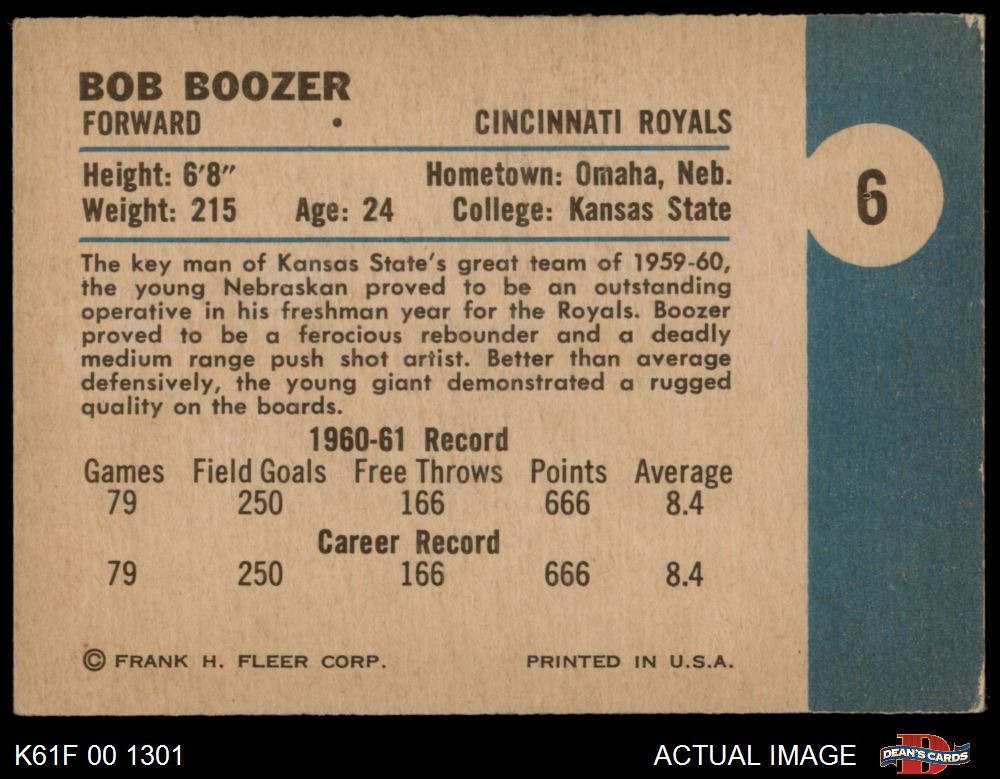 BOB BOOZER
FORWARD • CINCINNATI ROYALS
Height: 6'8" Hometown: Omaha, Neb.
Weight: 215 Age: 24 College: Kansas State
6
The key man of Kansas State's great team of 1959-60,
the young Nebraskan proved to be an outstanding
operative in his freshman year for the Royals. Boozer
proved to be a ferocious rebounder and a deadly
medium range push shot artist. Better than average
defensively, the young giant demonstrated a rugged
quality on the boards.
1960-61 Record
Games Field Goals Free Throws Points Average
79 250 166 666 8.4
Career Record
79 250 166 666 8.4
© FRANK H. FLEER CORP. PRINTED IN U.S.A.
K61F 00 1301 ACTUAL IMAGE
D
DEAN'S CARDS